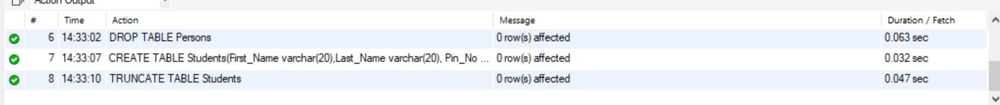 Action Output
# Time Action Message Duration / Fetch
6 14:33:02 DROP TABLE Persons 0 row(s) affected 0.063 sec
7 14:33:07 CREATE TABLE Students(First_Name varchar(20),Last_Name varchar(20), Pin_No ... 0 row(s) affected 0.032 sec
8 14:33:10 TRUNCATE TABLE Students 0 row(s) affected 0.047 sec